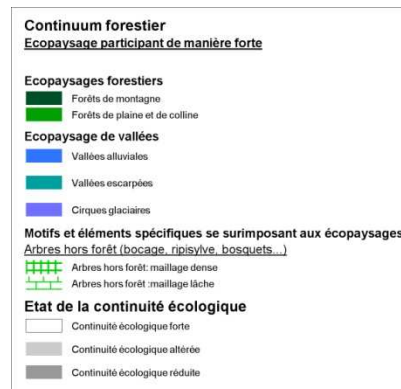 Continuum forestier
Ecopaysage participant de manière forte
Ecopaysages forestiers
Forêts de montagne
Forêts de plaine et de colline
Ecopaysage de vallées
Vallées alluviales
Vallées escarpées
Cirques glaciaires
Motifs et éléments spécifiques se surimposant aux écopaysages
Arbres hors forêt (bocage, ripisylve, bosquets...)
Arbres hors forêt: maillage dense
Arbres hors forêt :maillage lâche
Etat de la continuité écologique
Continuité écologique forte
Continuité écologique altérée
Continuité écologique réduite